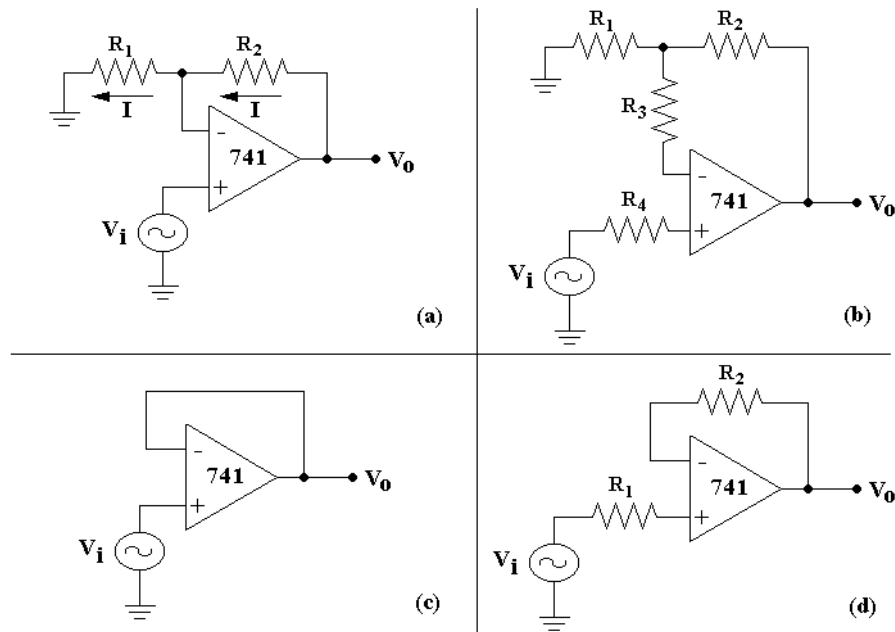 R1 R2
I I
-
741
+
Vo
Vi
(a)
R1 R2
R3
-
741
Vo
R4
+
Vi
(b)
-
741
Vo
+
Vi
(c)
R2
-
741
Vo
R1
+
Vi
(d)